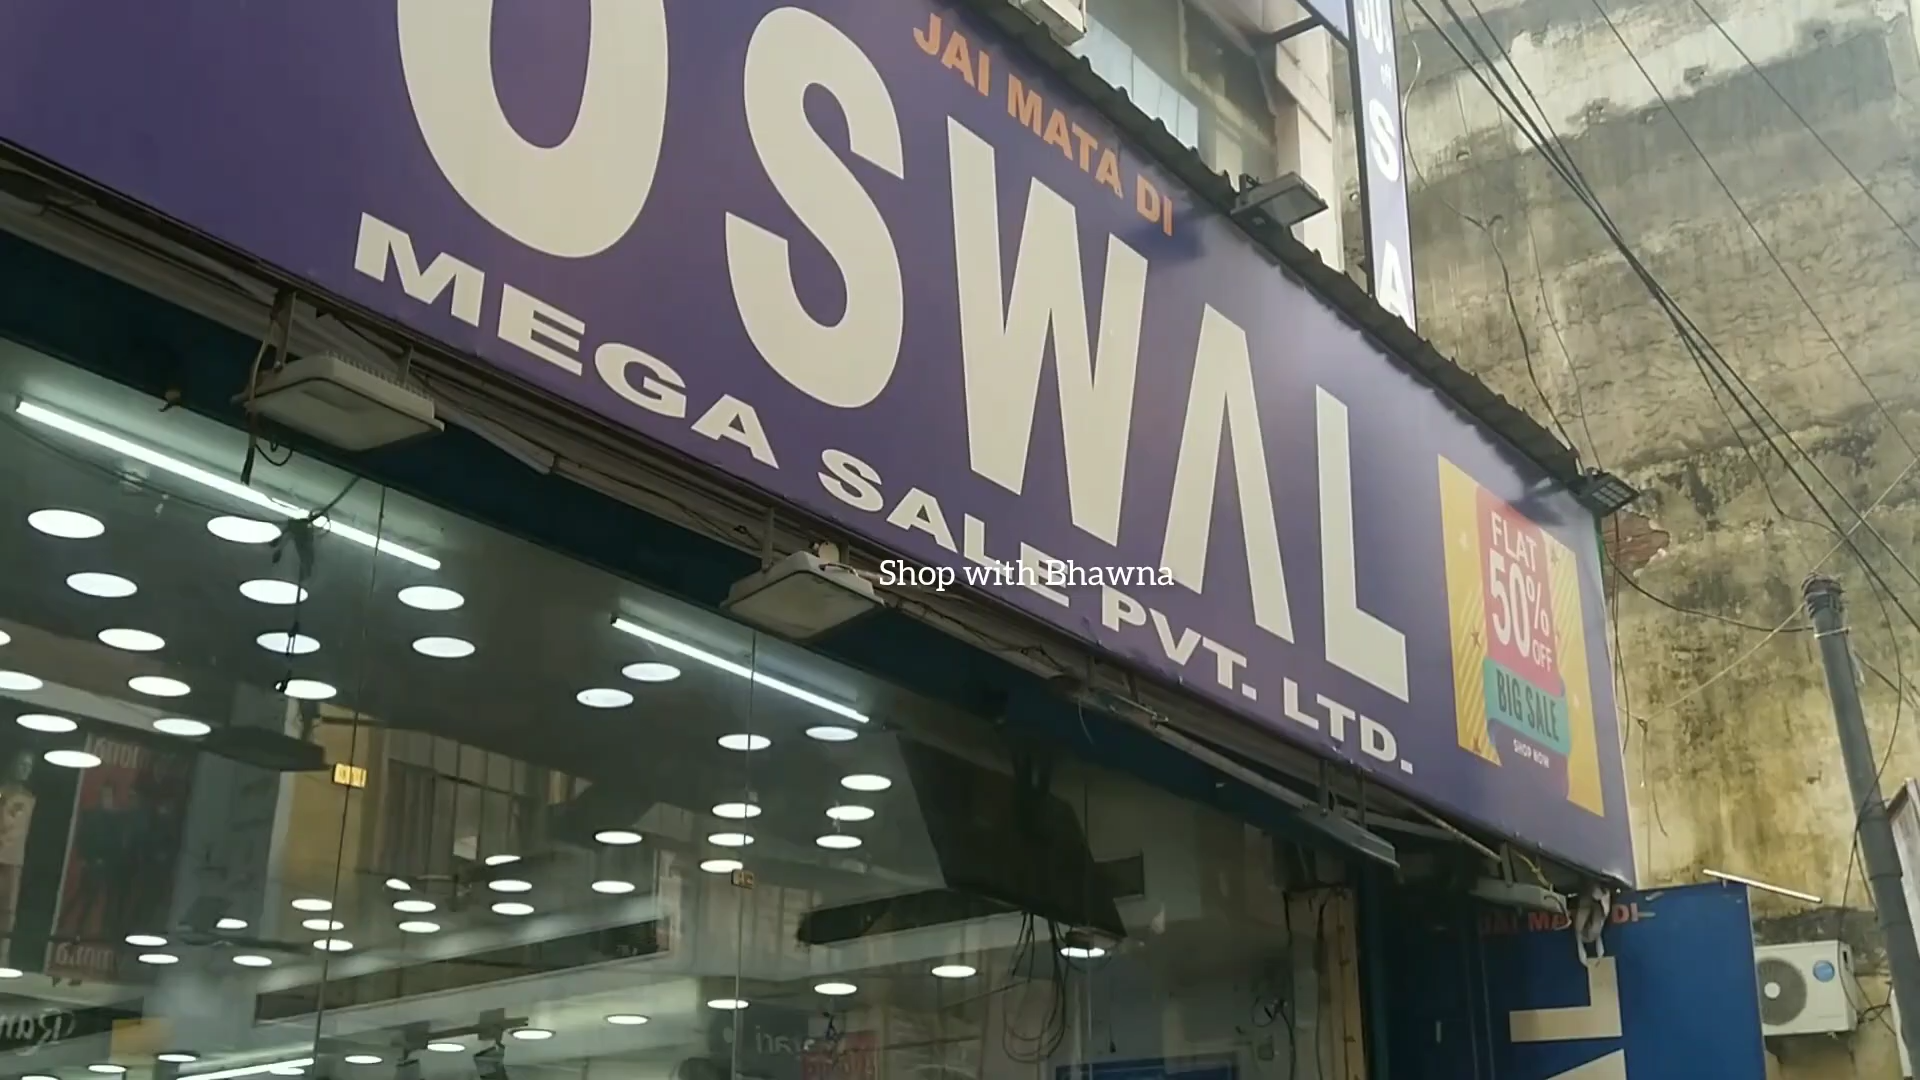 JAI MATA DI
OSWAL
MEGA SALE PVT. LTD.
FLAT
50%
OFF
BIG SALE
SHOP NOW
Shop with Bhawna
S
A
JAI MATA DI
L